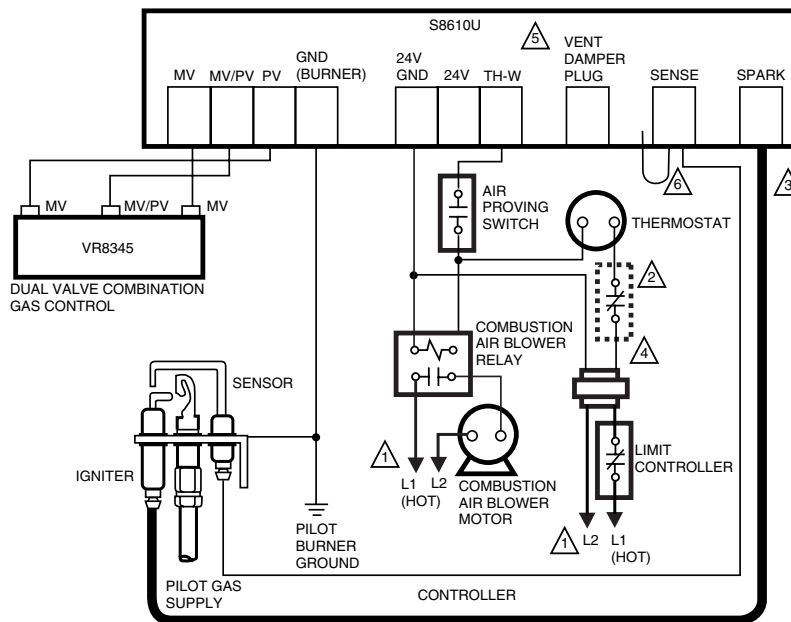 S8610U
5
MV
MV/PV
PV
GND
(BURNER)
24V
GND
24V
TH-W
VENT
DAMPER
PLUG
SENSE
SPARK
6
3
AIR
PROVING
SWITCH
THERMOSTAT
2
4
MV
MV/PV
MV
VR8345
DUAL VALVE COMBINATION
GAS CONTROL
COMBUSTION
AIR BLOWER
RELAY
SENSOR
IGNITER
LIMIT
CONTROLLER
1
L1
(HOT)
L2
COMBUSTION
AIR BLOWER
MOTOR
1
L2
L1
(HOT)
PILOT
BURNER
GROUND
PILOT GAS
SUPPLY
CONTROLLER